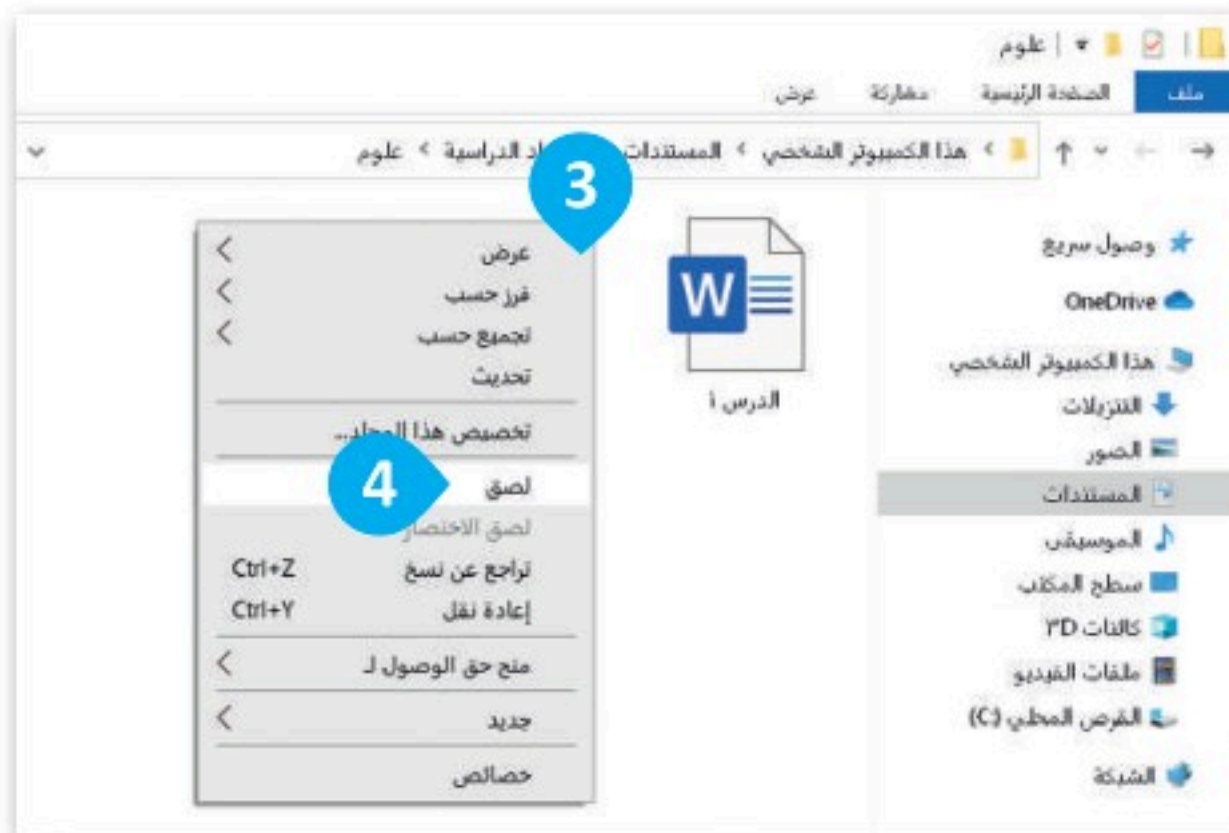 علوم
ملف الصفحة الرئيسية مشاركة عرض
هذا الكمبيوتر الشخصي > المستندات > اد الدراسية > علوم
3
وصول سريع
OneDrive
هذا الكمبيوتر الشخصي
التنزيلات
الصور
المستندات
الموسيقى
سطح المكتب
كائنات ٣D
ملفات الفيديو
القرص المحلي (C:)
الشبكة
W
الدرس ١
عرض
فرز حسب
تجميع حسب
تحديث
تخصيص هذا المجلد...
4
لصق
لصق الاختصار
تراجع عن نسخ Ctrl+Z
إعادة نقل Ctrl+Y
منح حق الوصول لـ
جديد
خصائص